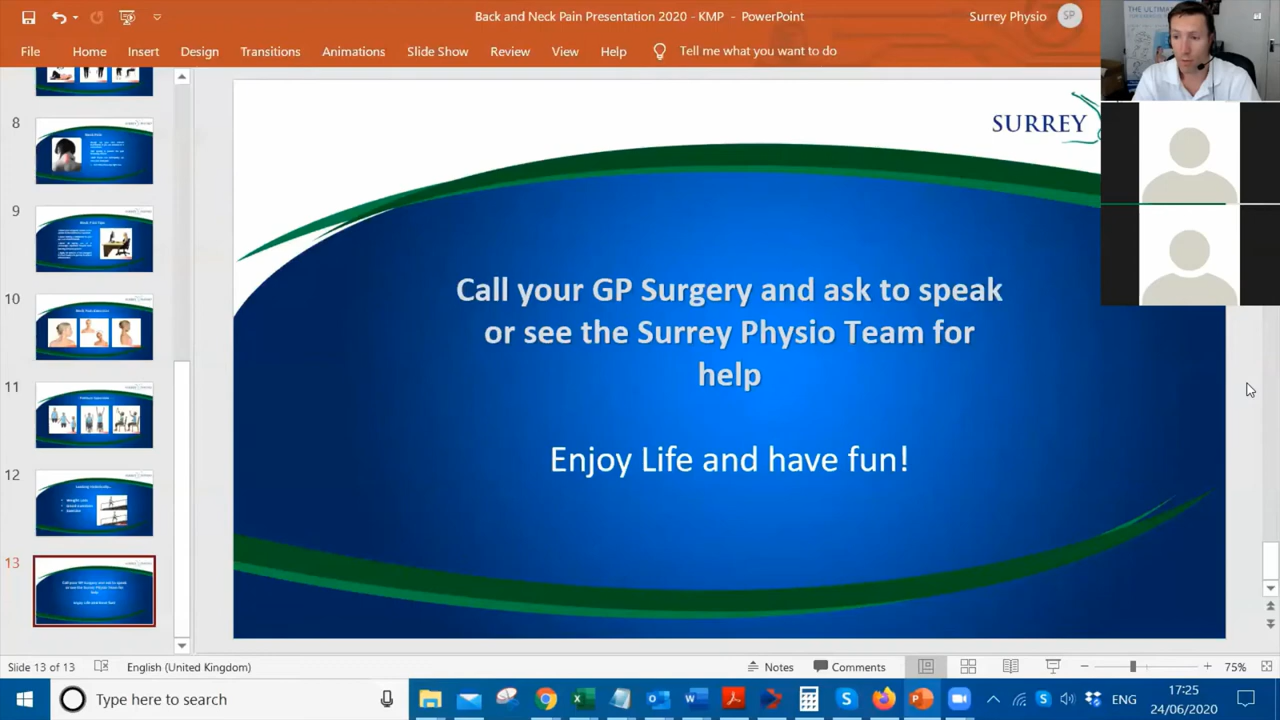 Back and Neck Pain Presentation 2020 - KMP - PowerPoint
Surrey Physio
SP
THE ULTIMA
File Home Insert Design Transitions Animations Slide Show Review View Help Tell me what you want to do
SURREY
8
9
10
11
12
13
Call your GP Surgery and ask to speak
or see the Surrey Physio Team for
help
Enjoy Life and have fun!
Slide 13 of 13 English (United Kingdom) Notes Comments 75%
Type here to search
ENG
17:25
24/06/2020